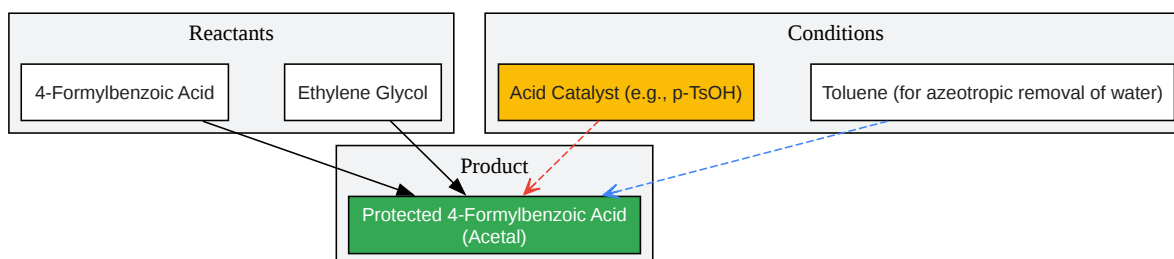 Reactants
Conditions
4-Formylbenzoic Acid
Ethylene Glycol
Acid Catalyst (e.g., p-TsOH)
Toluene (for azeotropic removal of water)
Product
Protected 4-Formylbenzoic Acid
(Acetal)